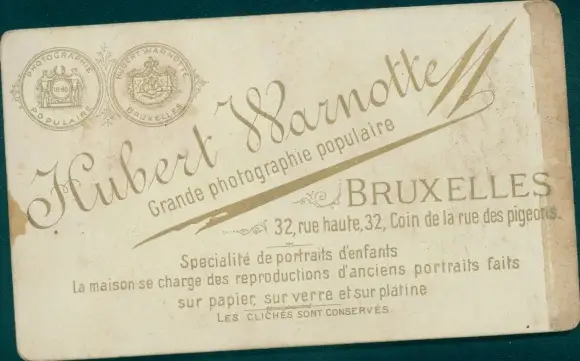 PHOTOGRAPHIE
POPULAIRE
HUBERT WARNOTTE
BRUXELLES
Hubert Warnotte
Grande photographie populaire
BRUXELLES
32, rue haute, 32, Coin de la rue des pigeons.
Specialité de portraits d'enfants
La maison se charge des reproductions d'anciens portraits faits
sur papier, sur verre et sur platine
LES CLICHÉS SONT CONSERVÉS